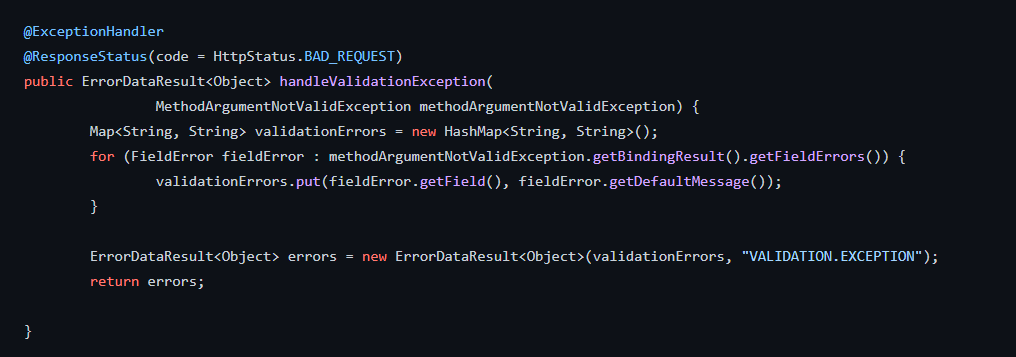 @ExceptionHandler
@ResponseStatus(code = HttpStatus.BAD_REQUEST)
public ErrorDataResult<Object> handleValidationException(
MethodArgumentNotValidException methodArgumentNotValidException) {
Map<String, String> validationErrors = new HashMap<String, String>();
for (FieldError fieldError : methodArgumentNotValidException.getBindingResult().getFieldErrors()) {
validationErrors.put(fieldError.getField(), fieldError.getDefaultMessage());
}
ErrorDataResult<Object> errors = new ErrorDataResult<Object>(validationErrors, "VALIDATION.EXCEPTION");
return errors;
}